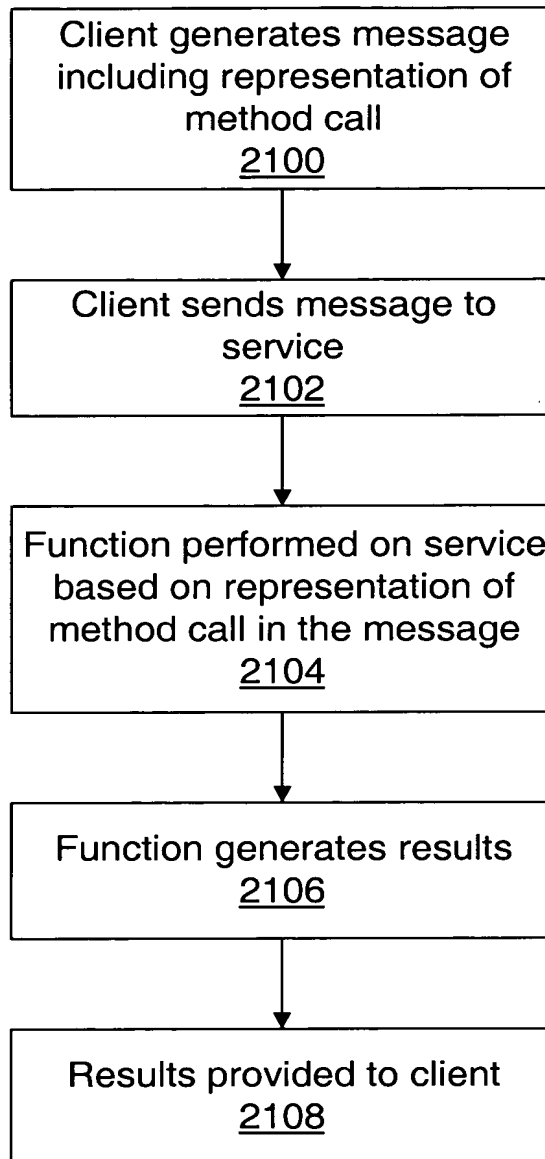 Client generates message
including representation of
method call
2100
Client sends message to
service
2102
Function performed on service
based on representation of
method call in the message
2104
Function generates results
2106
Results provided to client
2108